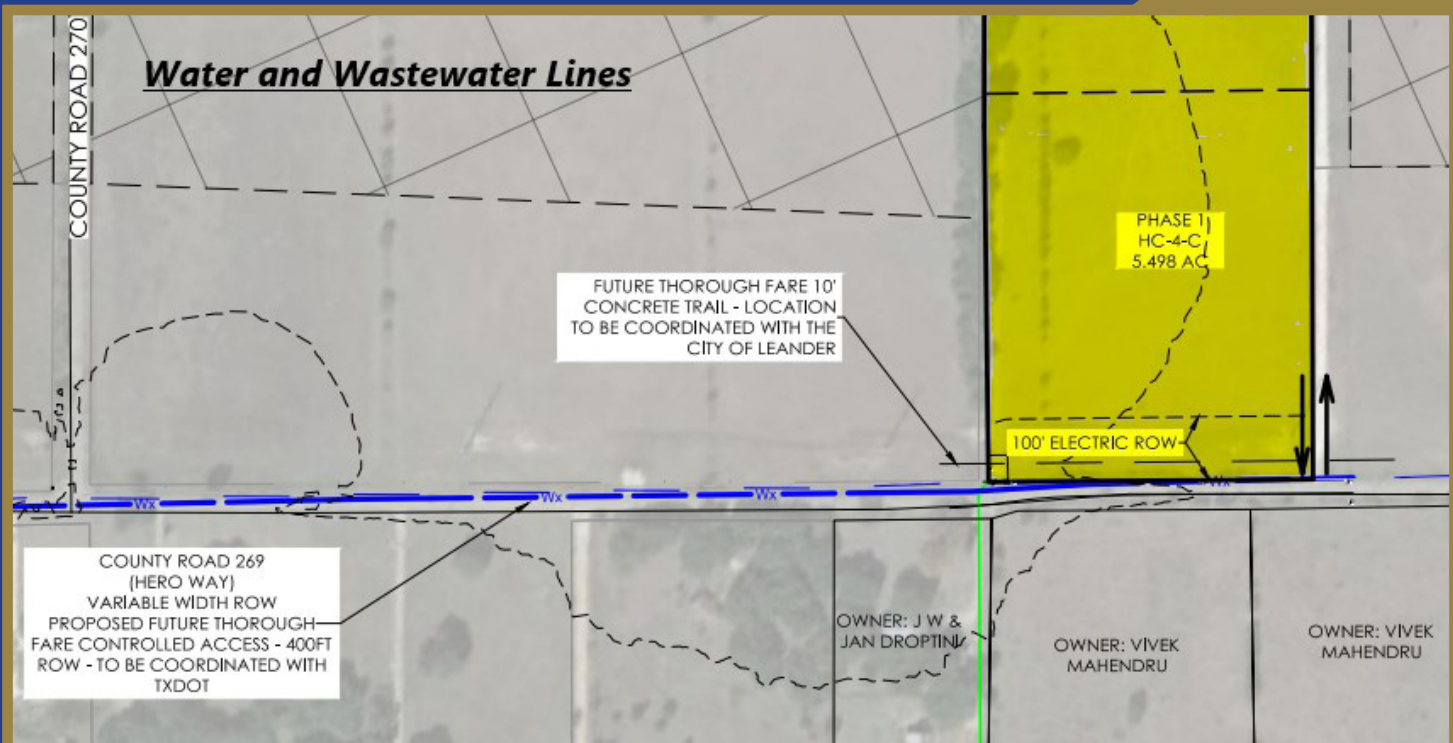 Water and Wastewater Lines
COUNTY ROAD 270
PHASE 1
HC-4-C
5.498 AC
FUTURE THOROUGH FARE 10'
CONCRETE TRAIL - LOCATION
TO BE COORDINATED WITH THE
CITY OF LEANDER
100' ELECTRIC ROW
Wx
Wx
Wx
Wx
COUNTY ROAD 269
(HERO WAY)
VARIABLE WIDTH ROW
PROPOSED FUTURE THOROUGH
FARE CONTROLLED ACCESS - 400FT
ROW - TO BE COORDINATED WITH
TXDOT
OWNER: J W &
JAN DROPTINI
OWNER: VIVEK
MAHENDRU
OWNER: VIVEK
MAHENDRU